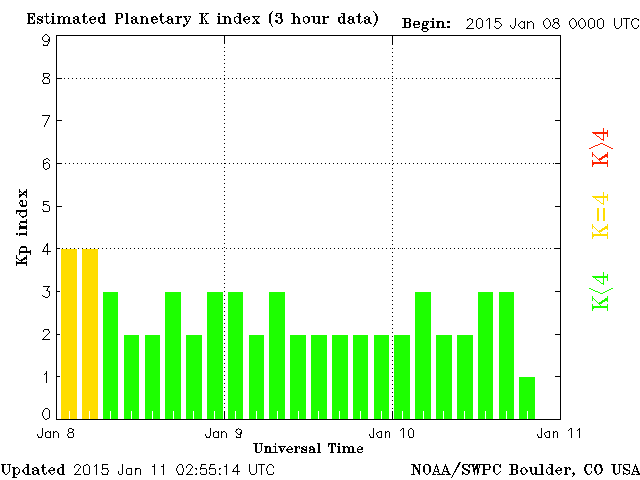 Estimated Planetary K index (3 hour data)
Begin: 2015 Jan 08 0000 UTC
9
8
7
6
5
4
3
2
1
0
Kp index
Jan 8
Jan 9
Jan 10
Jan 11
Universal Time
K>4
K=4
K<4
Updated 2015 Jan 11 02:55:14 UTC
NOAA/SWPC Boulder, CO USA